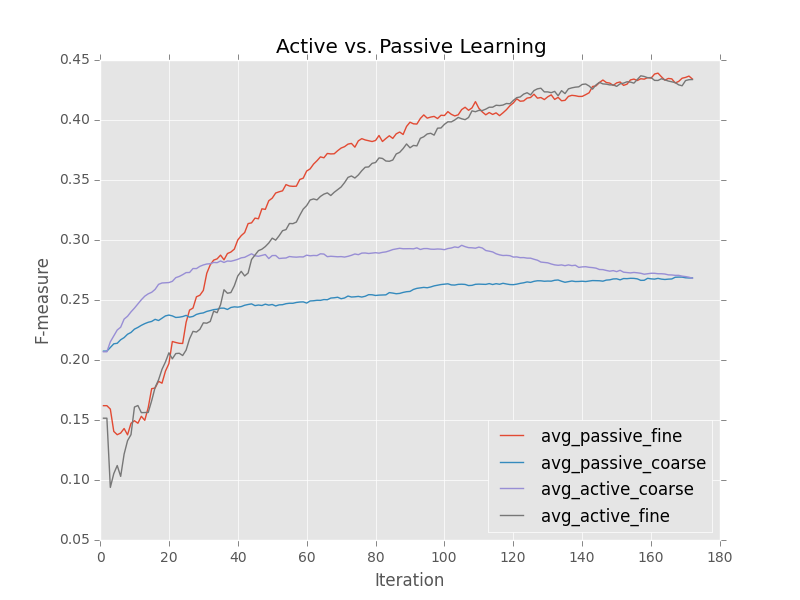 Active vs. Passive Learning
0.45
0.40
0.35
0.30
0.25
0.20
0.15
0.10
0.05
F-measure
avg_passive_fine
avg_passive_coarse
avg_active_coarse
avg_active_fine
0 20 40 60 80 100 120 140 160 180
Iteration